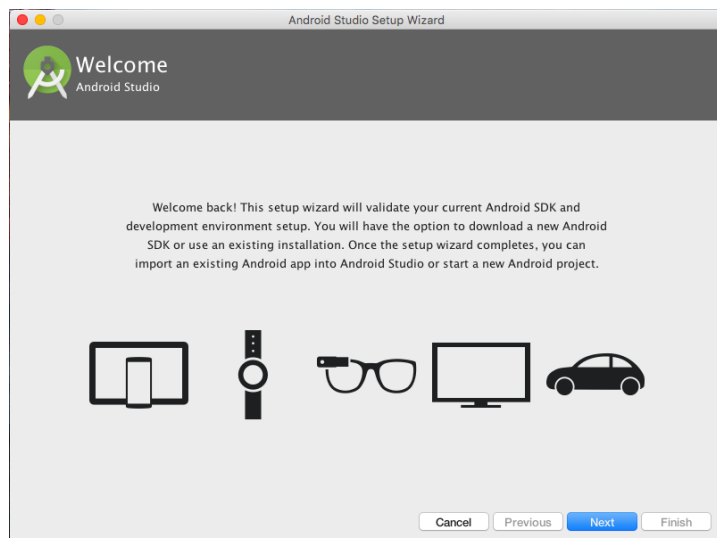 Android Studio Setup Wizard
Welcome
Android Studio
Welcome back! This setup wizard will validate your current Android SDK and
development environment setup. You will have the option to download a new Android
SDK or use an existing installation. Once the setup wizard completes, you can
import an existing Android app into Android Studio or start a new Android project.
Cancel Previous Next Finish